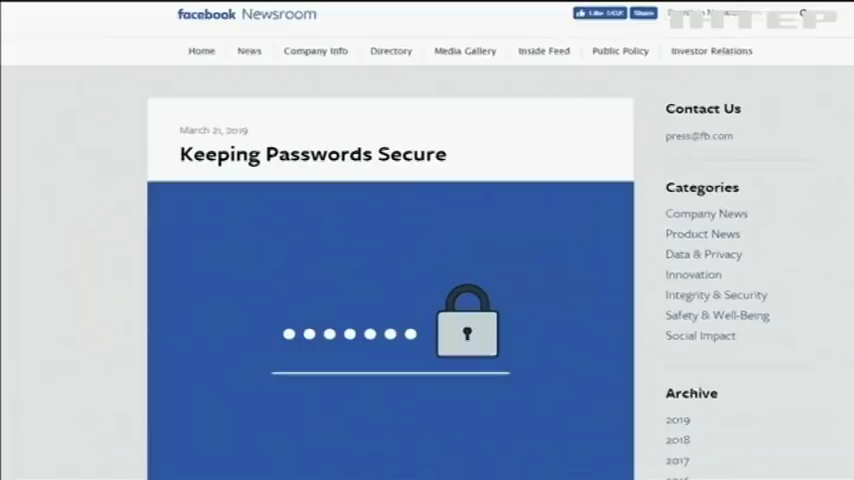 facebook Newsroom
Like
Share
ІНТЕР
Home News Company Info Directory Media Gallery Inside Feed Public Policy Investor Relations
March 21, 2019
Keeping Passwords Secure
Contact Us
press@fb.com
Categories
Company News
Product News
Data & Privacy
Innovation
Integrity & Security
Safety & Well-Being
Social Impact
Archive
2019
2018
2017